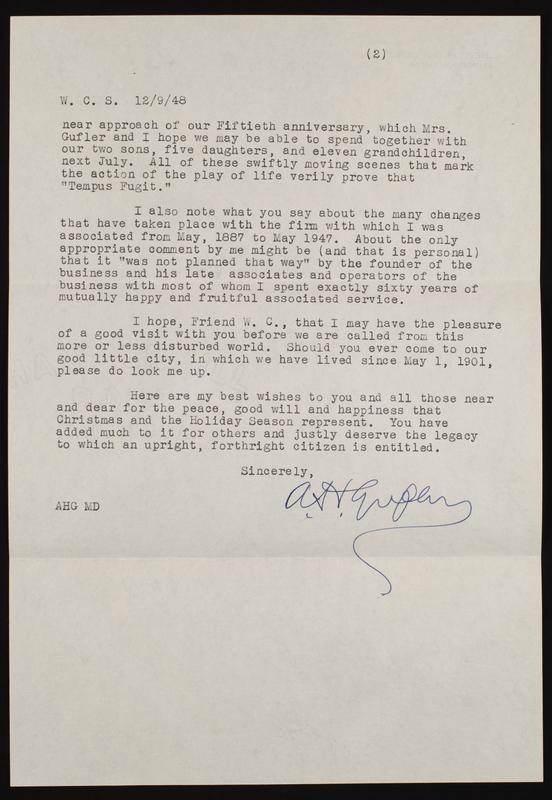 (2)
W. C. S.  12/9/48
near approach of our Fiftieth anniversary, which Mrs.
Gufler and I hope we may be able to spend together with
our two sons, five daughters, and eleven grandchildren,
next July.  All of these swiftly moving scenes that mark
the action of the play of life verily prove that
"Tempus Fugit."
I also note what you say about the many changes
that have taken place with the firm with which I was
associated from May, 1887 to May 1947.  About the only
appropriate comment by me might be (and that is personal)
that it "was not planned that way" by the founder of the
business and his late  associates and operators of the
business with most of whom I spent exactly sixty years of
mutually happy and fruitful associated service.
I hope, Friend W. C., that I may have the pleasure
of a good visit with you before we are called from this
more or less disturbed world.  Should you ever come to our
good little city, in which we have lived since May 1, 1901,
please do look me up.
Here are my best wishes to you and all those near
and dear for the peace, good will and happiness that
Christmas and the Holiday Season represent.  You have
added much to it for others and justly deserve the legacy
to which an upright, forthright citizen is entitled.
Sincerely,
A. H. Gufler
AHG MD